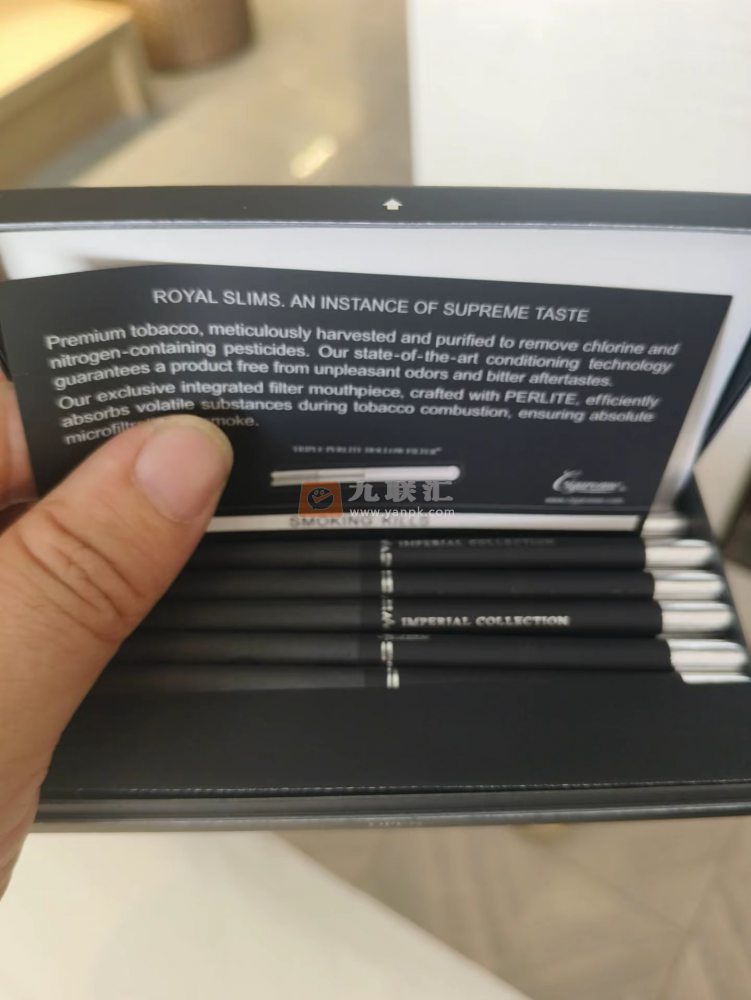 ROYAL SLIMS. AN INSTANCE OF SUPREME TASTE
Premium tobacco, meticulously harvested and purified to remove chlorine and
nitrogen-containing pesticides. Our state-of-the-art conditioning technology
guarantees a product free from unpleasant odors and bitter aftertastes.
Our exclusive integrated filter mouthpiece, crafted with PERLITE, efficiently
absorbs volatile substances during tobacco combustion, ensuring absolute
smoke.
TRIPLE PERLITE HOLLOW FILTER
九联汇
www.yanpk.com
SMOKING KILLS
IMPERIAL COLLECTION
IMPERIAL COLLECTION